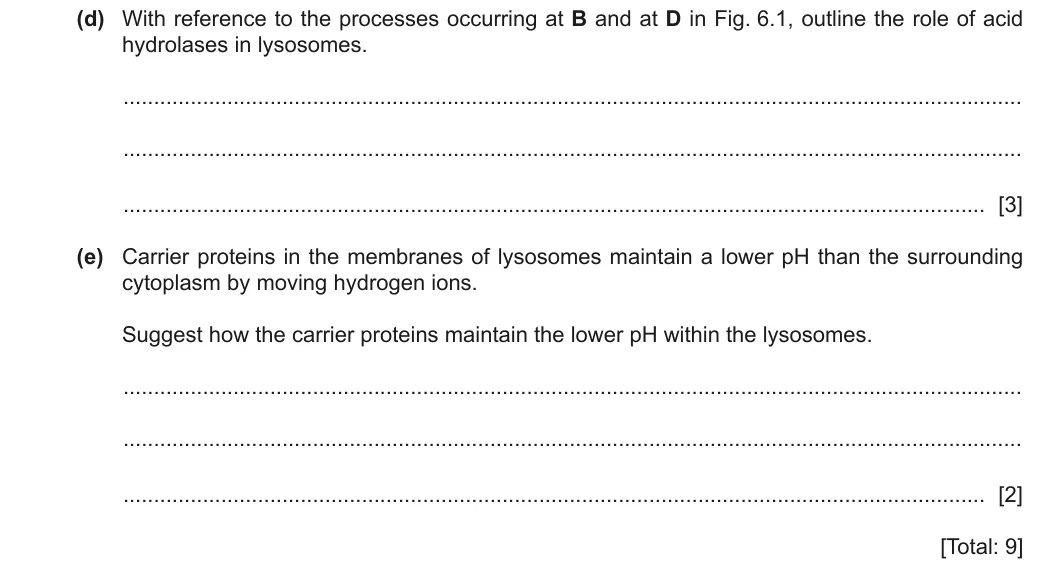 (d) With reference to the processes occurring at B and at D in Fig. 6.1, outline the role of acid
hydrolases in lysosomes.
..........................................................................................................................................................
..........................................................................................................................................................
.................................................................................................................................................... [3]
(e) Carrier proteins in the membranes of lysosomes maintain a lower pH than the surrounding
cytoplasm by moving hydrogen ions.
Suggest how the carrier proteins maintain the lower pH within the lysosomes.
..........................................................................................................................................................
..........................................................................................................................................................
.................................................................................................................................................... [2]
[Total: 9]